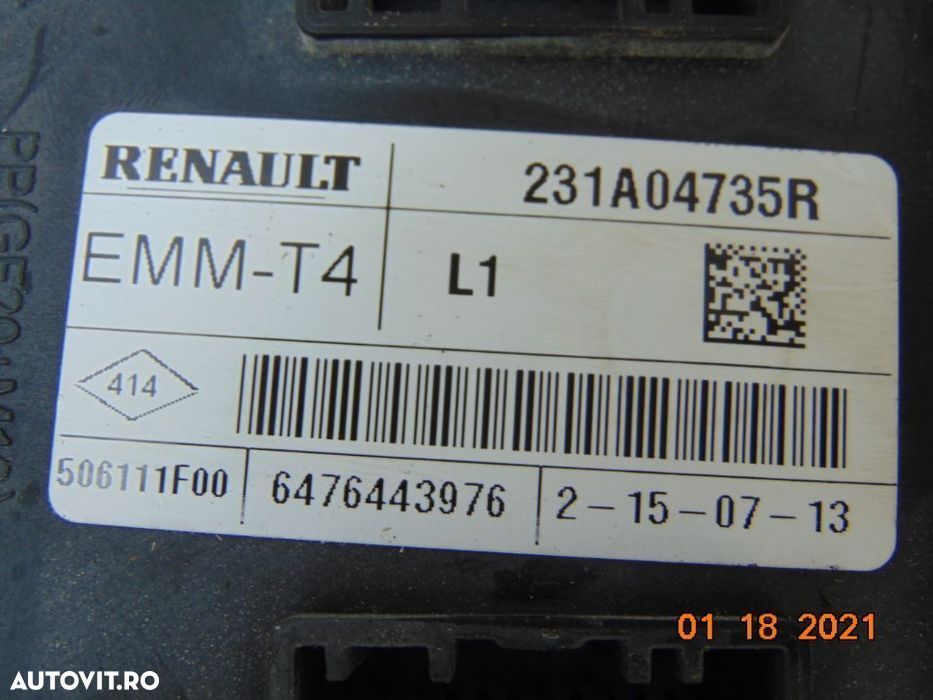 RENAULT
231A04735R
EMM-T4
L1
414
506111F00
6476443976
2-15-07-13
01 18 2021
AUTOVIT.RO